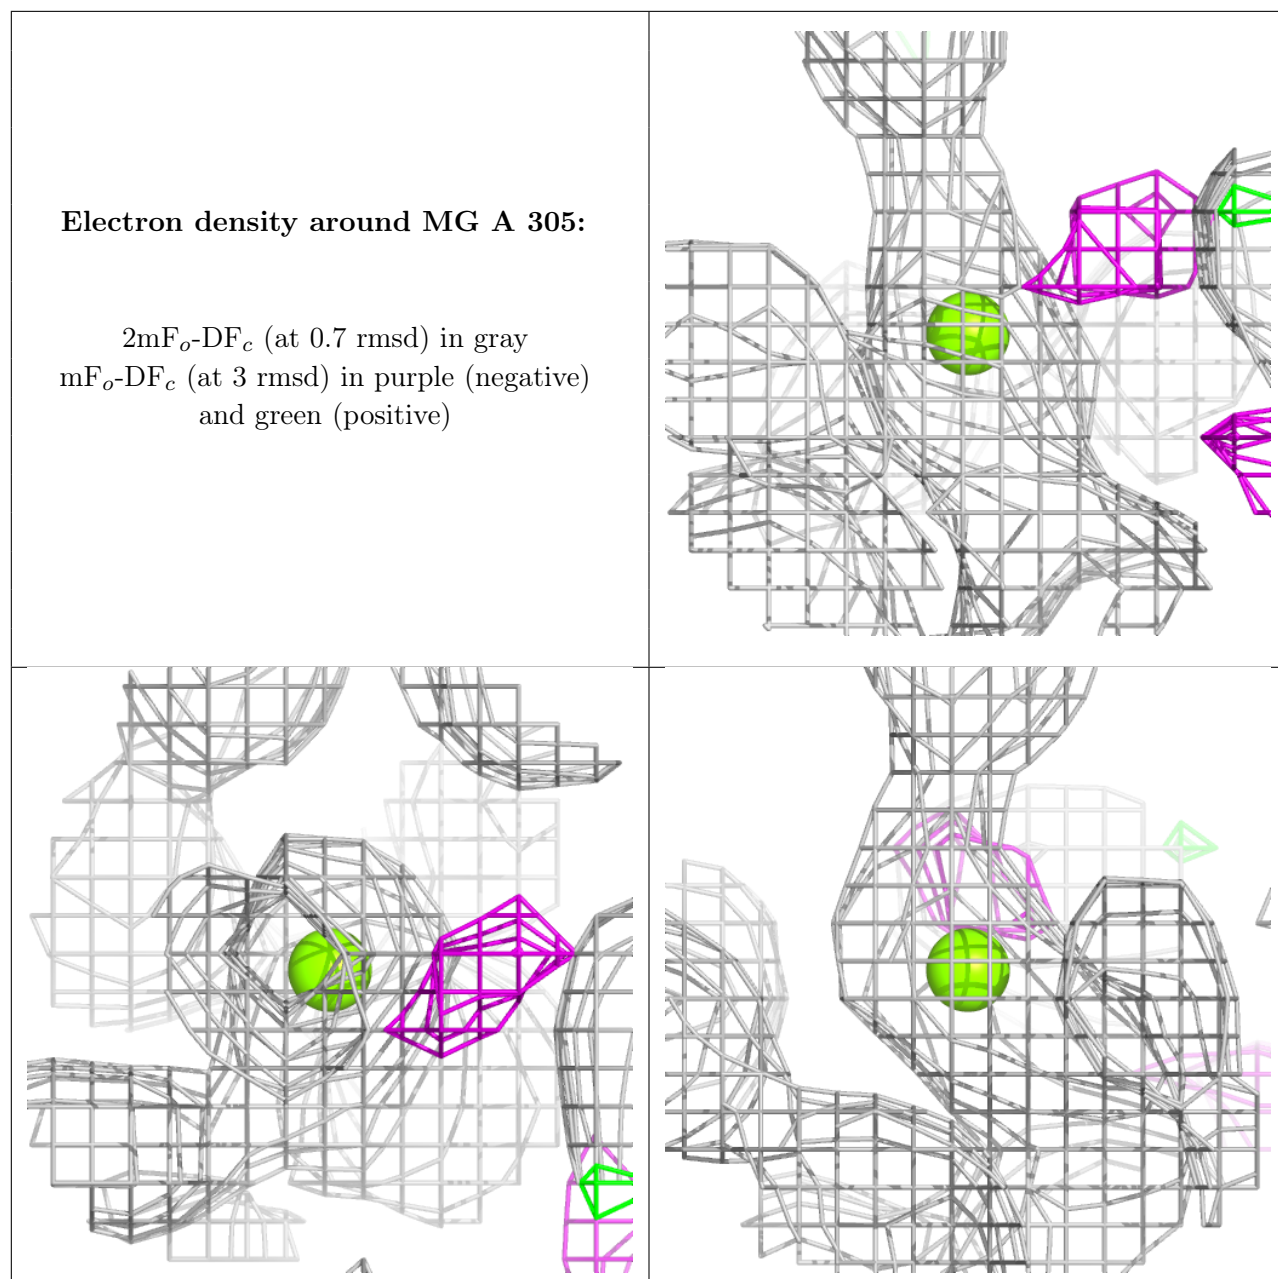 Electron density around MG A 305:
2mFo-DFc (at 0.7 rmsd) in gray
mFo-DFc (at 3 rmsd) in purple (negative)
and green (positive)